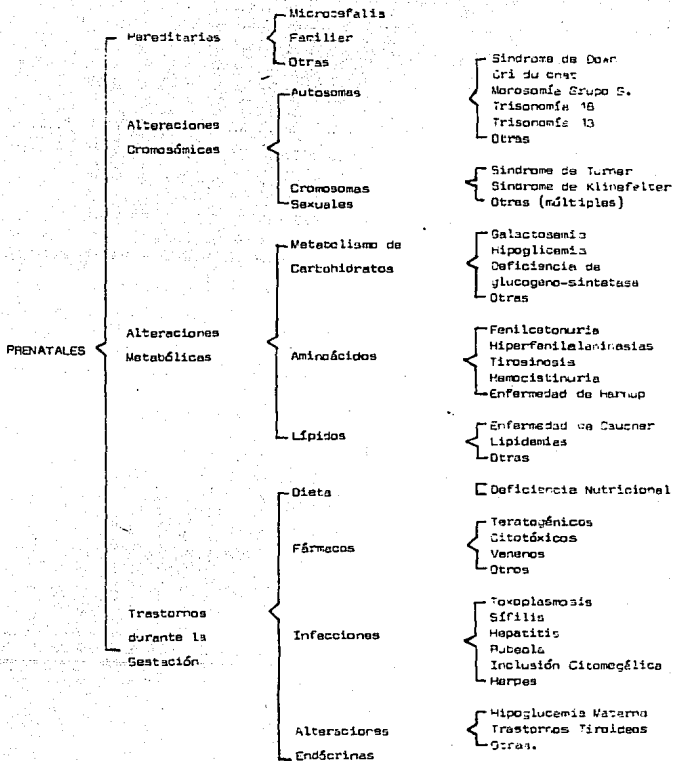 Hereditarias
Microcefalia
Familiar
Otras
Alteraciones
Cromosómicas
Autosomas
Síndrome de Down
Cri du chat
Monosomía Grupo G.
Trisonomía 18
Trisonomía 13
Otras
Cromosomas
Sexuales
Síndrome de Turner
Síndrome de Klinefelter
Otras (múltiples)
PRENATALES
Alteraciones
Metabólicas
Metabolismo de
Carbohidratos
Galactosemia
Hipoglicemia
Deficiencia de
glucogeno-sintetasa
Otras
Aminoácidos
Fenilcetonuria
Hiperfenilalaninasias
Tirosinosis
Hemocistinuria
Enfermedad de Harnup
Lípidos
Enfermedad de Gaucher
Lipidemias
Otras
Trastornos
durante la
Gestación
Dieta
Deficiencia Nutricional
Fármacos
Teratogénicos
Citotóxicos
Venenos
Otros
Infecciones
Toxoplasmosis
Sífilis
Hepatitis
Rubeola
Inclusión Citomegálica
Herpes
Alteraciones
Endócrinas
Hipoglucemia Materna
Trastornos Tiroideos
Otras.